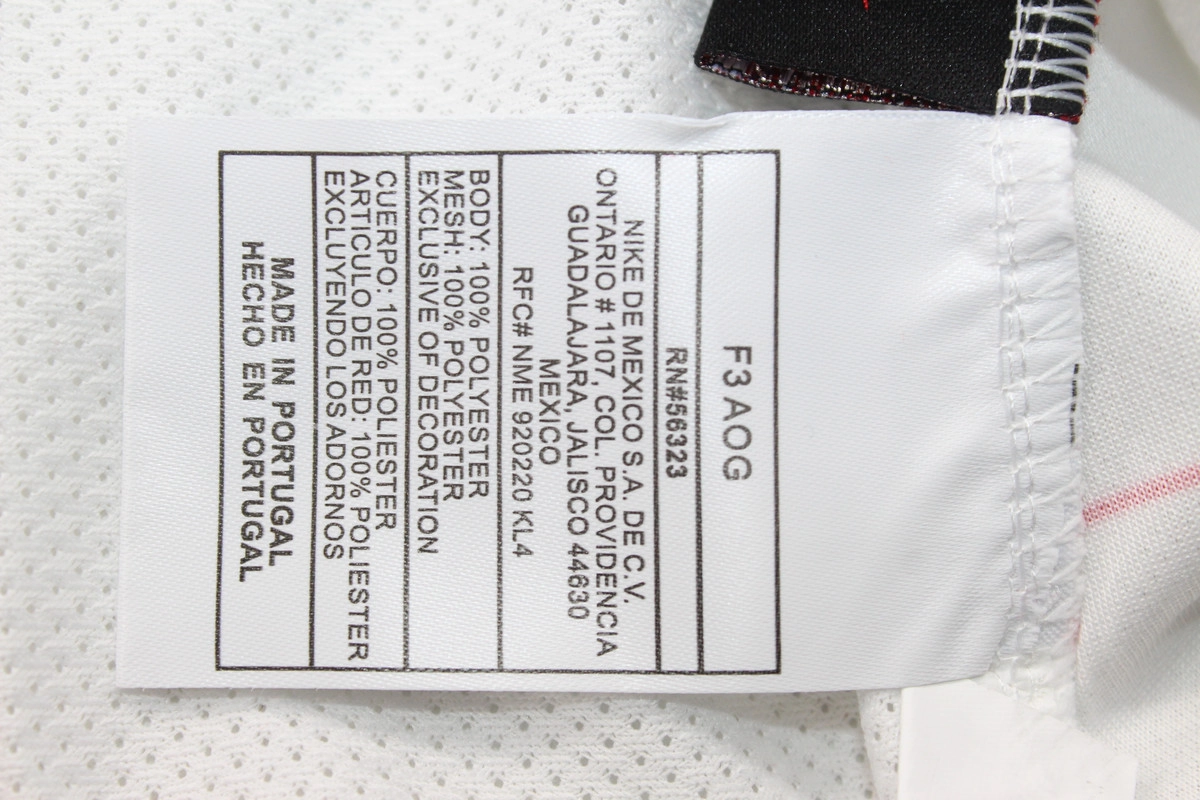 F3 AOG
RN#56323
NIKE DE MEXICO S.A. DE C.V.
ONTARIO # 1107, COL. PROVIDENCIA
GUADALAJARA, JALISCO 44630
MEXICO
RFC# NME 920220 KL4
BODY: 100% POLYESTER
MESH: 100% POLYESTER
EXCLUSIVE OF DECORATION
CUERPO: 100% POLIESTER
ARTICULO DE RED: 100% POLIESTER
EXCLUYENDO LOS ADORNOS
MADE IN PORTUGAL
HECHO EN PORTUGAL